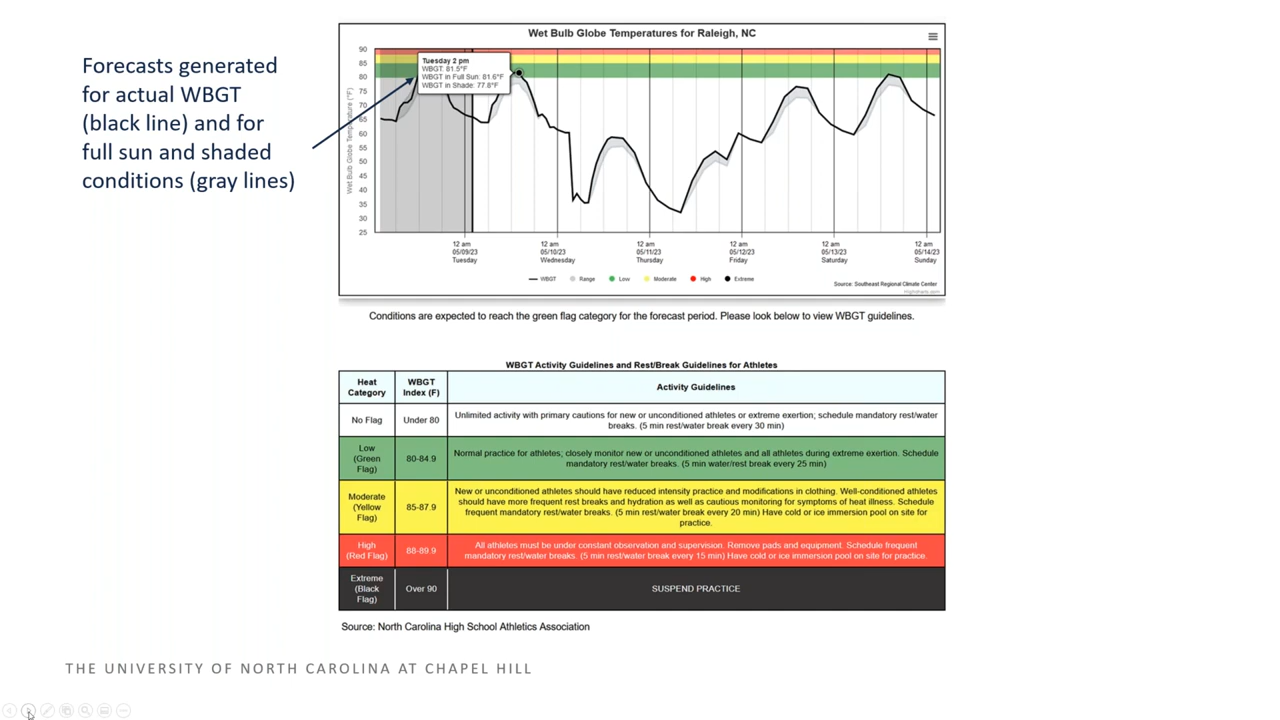 Forecasts generated
for actual WBGT
(black line) and for
full sun and shaded
conditions (gray lines)
Wet Bulb Globe Temperatures for Raleigh, NC
Wet Bulb Globe Temperature (°F)
90
85
80
75
70
65
60
55
50
45
40
35
30
25
Tuesday 2 pm
WBGT: 81.5°F
WBGT in Full Sun: 81.6°F
WBGT in Shade: 77.8°F
12 am
05/09/23
Tuesday
12 am
05/10/23
Wednesday
12 am
05/11/23
Thursday
12 am
05/12/23
Friday
12 am
05/13/23
Saturday
12 am
05/14/23
Sunday
WBGT Range Low Moderate High Extreme
Source: Southeast Regional Climate Center
Highcharts.com
Conditions are expected to reach the green flag category for the forecast period. Please look below to view WBGT guidelines.
WBGT Activity Guidelines and Rest/Break Guidelines for Athletes
Heat
Category
WBGT
Index (F)
Activity Guidelines
No Flag
Under 80
Unlimited activity with primary cautions for new or unconditioned athletes or extreme exertion; schedule mandatory rest/water
breaks. (5 min rest/water break every 30 min)
Low
(Green
Flag)
80-84.9
Normal practice for athletes; closely monitor new or unconditioned athletes and all athletes during extreme exertion. Schedule
mandatory rest/water breaks. (5 min water/rest break every 25 min)
Moderate
(Yellow
Flag)
85-87.9
New or unconditioned athletes should have reduced intensity practice and modifications in clothing. Well-conditioned athletes
should have more frequent rest breaks and hydration as well as cautious monitoring for symptoms of heat illness. Schedule
frequent mandatory rest/water breaks. (5 min rest/water break every 20 min) Have cold or ice immersion pool on site for
practice.
High
(Red Flag)
88-89.9
All athletes must be under constant observation and supervision. Remove pads and equipment. Schedule frequent
mandatory rest/water breaks. (5 min rest/water break every 15 min) Have cold or ice immersion pool on site for practice.
Extreme
(Black
Flag)
Over 90
SUSPEND PRACTICE
Source: North Carolina High School Athletics Association
THE UNIVERSITY OF NORTH CAROLINA AT CHAPEL HILL